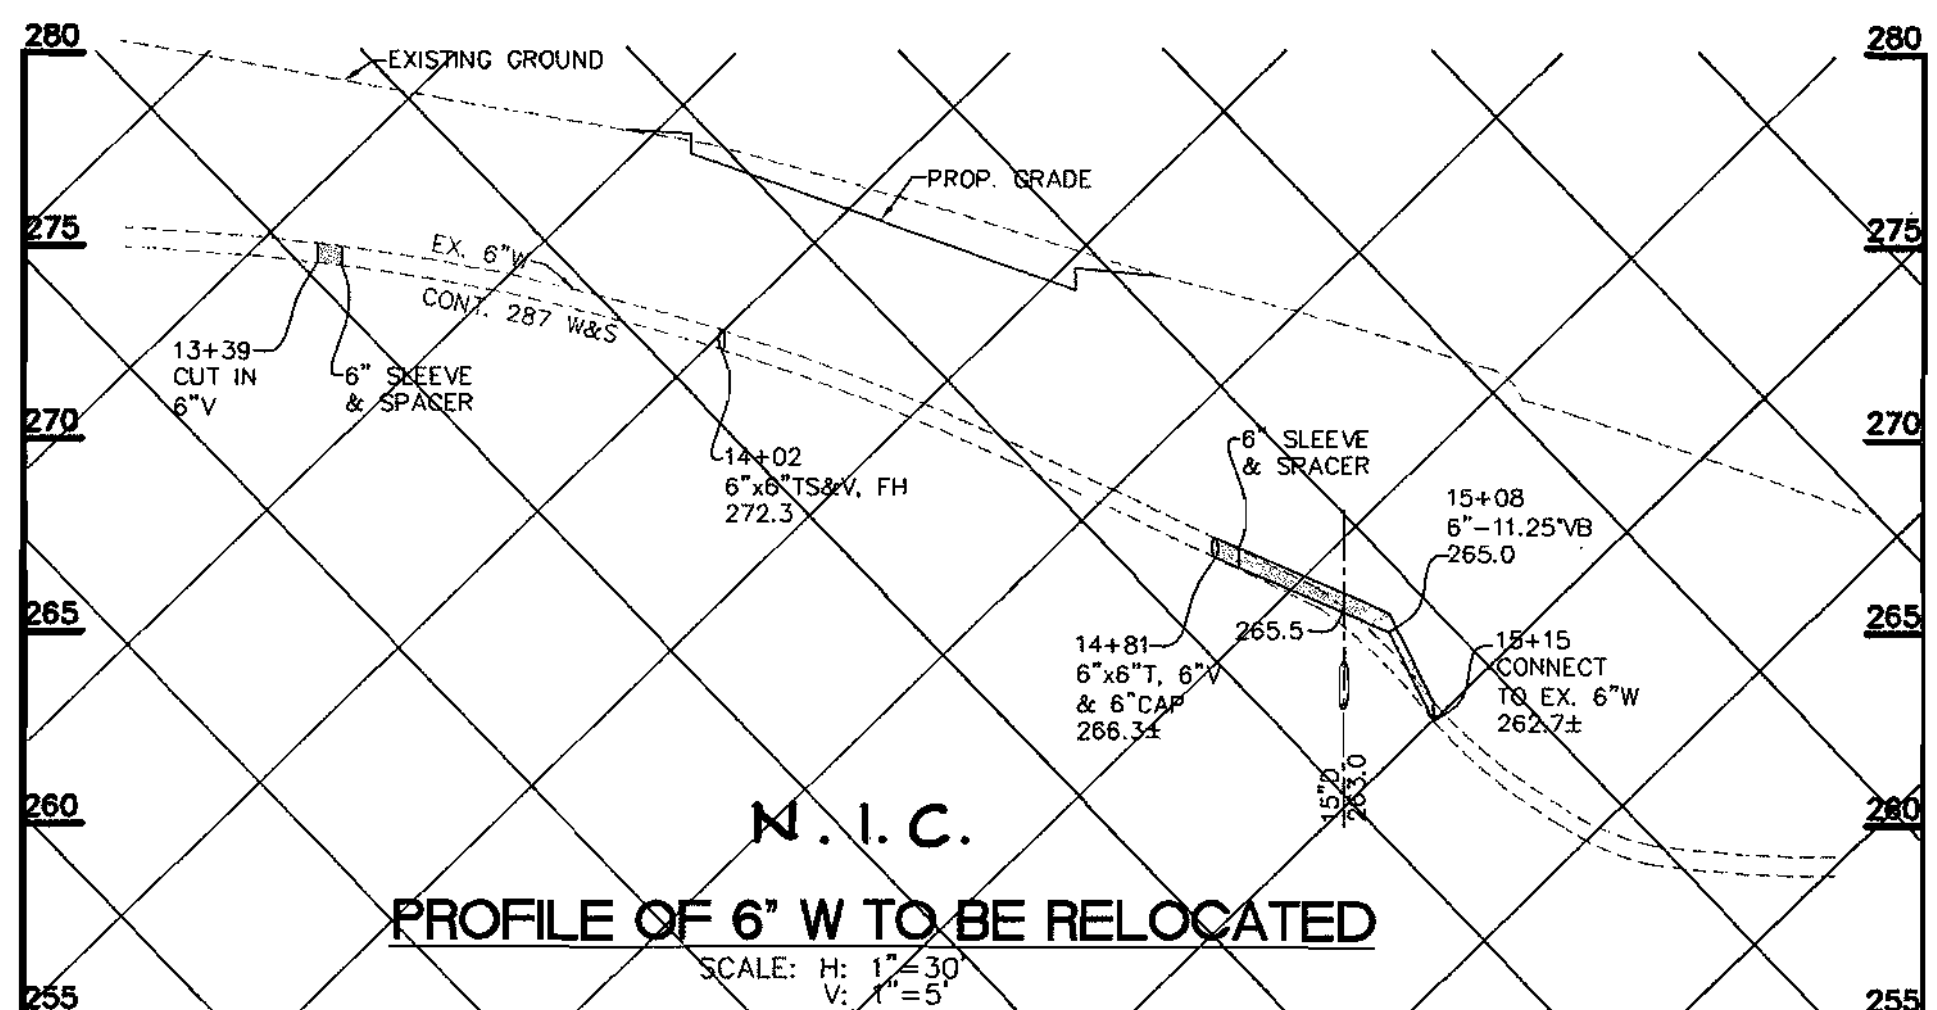 280
280
EXISTING GROUND
PROP. GRADE
275
275
EX. 6"W
CONT. 287 W&S
13+39
CUT IN
6"V
6" SLEEVE
& SPACER
270
270
14+02
6"x6"TS&V, FH
272.3
6" SLEEVE
& SPACER
15+08
6"-11.25°VB
265.0
265
265
265.5
14+81
6"x6"T, 6"V
& 6"CAP
266.3±
15+15
CONNECT
TO EX. 6"W
262.7±
15"D
263.0
260
260
N.I.C.
PROFILE OF 6" W TO BE RELOCATED
SCALE: H: 1"=30'
V: 1"=5'
255
255